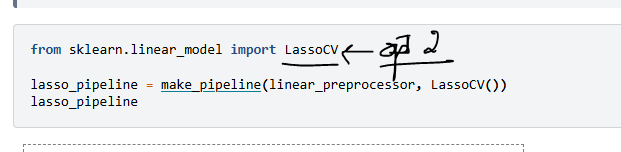 from sklearn.linear_model import LassoCV
lasso_pipeline = make_pipeline(linear_preprocessor, LassoCV())
lasso_pipeline